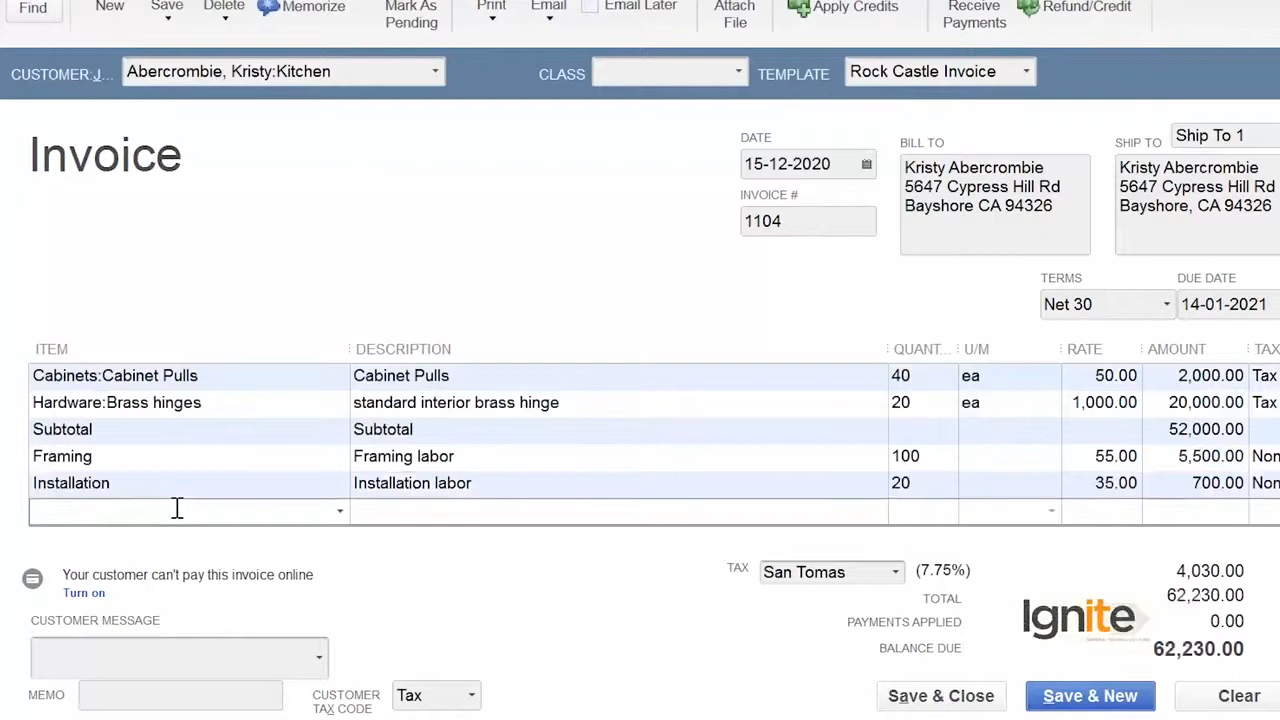 Find New Save Delete Memorize Mark As Pending Print Email Email Later Attach File Apply Credits Receive Payments Refund/Credit
CUSTOMER:J... Abercrombie, Kristy:Kitchen CLASS TEMPLATE Rock Castle Invoice
Invoice
DATE
15-12-2020
INVOICE #
1104
BILL TO
Kristy Abercrombie
5647 Cypress Hill Rd
Bayshore CA 94326
SHIP TO Ship To 1
Kristy Abercrombie
5647 Cypress Hill Rd
Bayshore, CA 94326
TERMS
Net 30
DUE DATE
14-01-2021
ITEM DESCRIPTION QUANT... U/M RATE AMOUNT TAX
Cabinets:Cabinet Pulls Cabinet Pulls 40 ea 50.00 2,000.00 Tax
Hardware:Brass hinges standard interior brass hinge 20 ea 1,000.00 20,000.00 Tax
Subtotal Subtotal 52,000.00
Framing Framing labor 100 55.00 5,500.00 Non
Installation Installation labor 20 35.00 700.00 Non
Your customer can't pay this invoice online
Turn on
TAX San Tomas (7.75%) 4,030.00
TOTAL 62,230.00
PAYMENTS APPLIED 0.00
BALANCE DUE 62,230.00
Ignite
CUSTOMER MESSAGE
MEMO
CUSTOMER TAX CODE Tax
Save & Close Save & New Clear